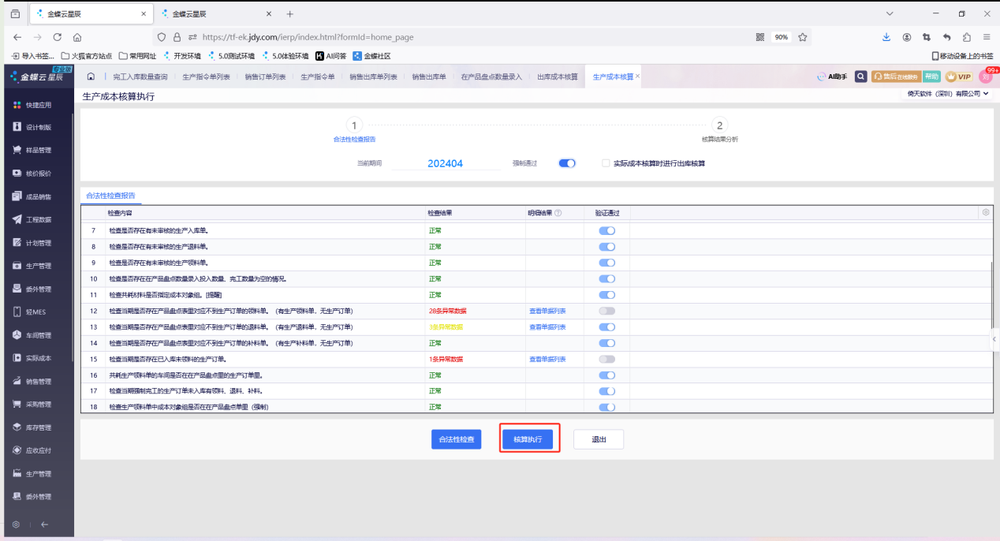 金蝶云星辰 × 金蝶云星辰 × +
https://tf-ek.jdy.com/ierp/index.html?formId=home_page 90%
导入书签... 火狐官方站点 常用网址 开发环境 5.0测试环境 5.0体验环境 AI问答 金蝶社区 移动设备上的书签
金蝶云星辰 专业版 完工入库数量查询 生产指令单列表 销售订单列表 生产指令单 销售出库单列表 销售出库单 在产品盘点数量录入 出库成本核算 生产成本核算 × AI助手 售后在线服务 帮助 VIP 刘 99+
生产成本核算执行 倚天软件（深圳）有限公司
快捷应用
设计制版
样品管理
核价报价
成品销售
工程数据
计划管理
生产管理
委外管理
轻MES
车间管理
实际成本
销售管理
采购管理
库存管理
应收应付
生产管理
委外管理
1 2
合法性检查报告 核算结果分析
当前期间 202404 强制通过 实际成本核算时进行出库核算
合法性检查报告
检查内容 检查结果 明细结果 验证通过
7 检查是否存在有未审核的生产入库单。 正常
8 检查是否存在有未审核的生产退料单。 正常
9 检查是否存在有未审核的生产领料单。 正常
10 检查是否存在在产品盘点数量录入投入数量、完工数量为空的情况。 正常
11 检查共耗材料是否指定成本对象组。[提醒] 正常
12 检查当期是否存在产品盘点表里对应不到生产订单的领料单。（有生产领料单，无生产订单） 28条异常数据 查看单据列表
13 检查当期是否存在产品盘点表里对应不到生产订单的退料单。（有生产退料单，无生产订单） 3条异常数据 查看单据列表
14 检查当期是否存在产品盘点表里对应不到生产订单的补料单。（有生产补料单，无生产订单） 正常
15 检查当期是否存在已入库未领料的生产订单。 1条异常数据 查看单据列表
16 共耗生产领料单的车间是否在在产品盘点里的生产订单里。 正常
17 检查当期强制完工的生产订单未入库有领料、退料、补料。 正常
18 检查生产领料单中成本对象组是否在在产品盘点单里（强制） 正常
合法性检查 核算执行 退出